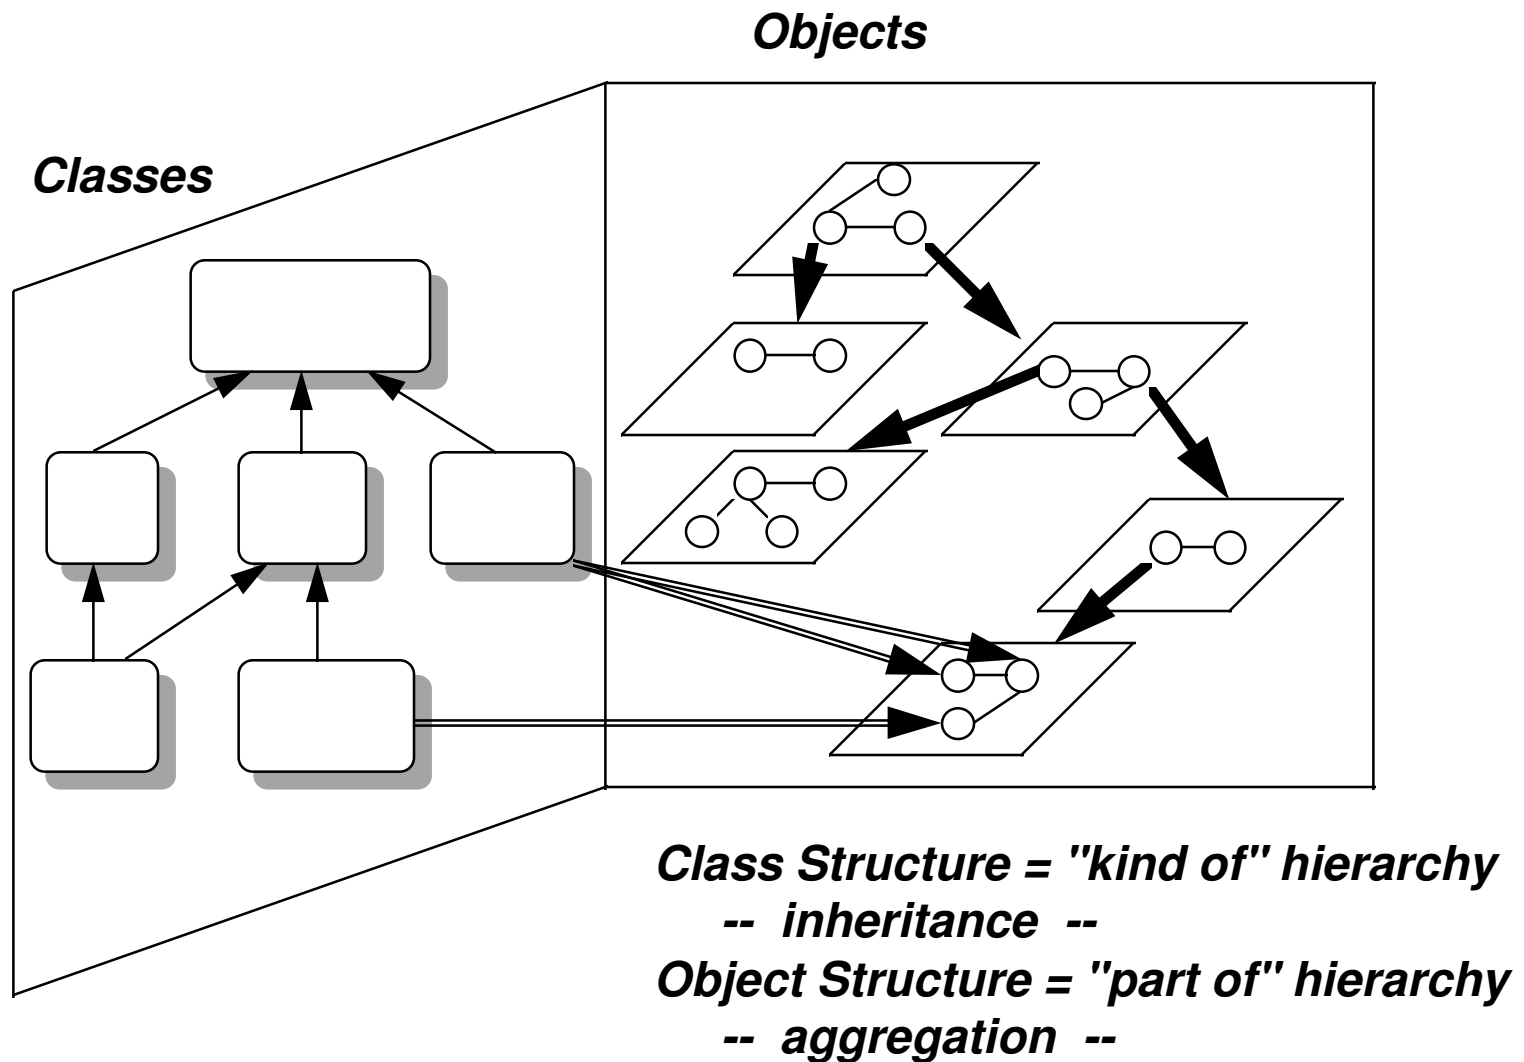 Objects
Classes
Class Structure = "kind of" hierarchy
-- inheritance --
Object Structure = "part of" hierarchy
-- aggregation --